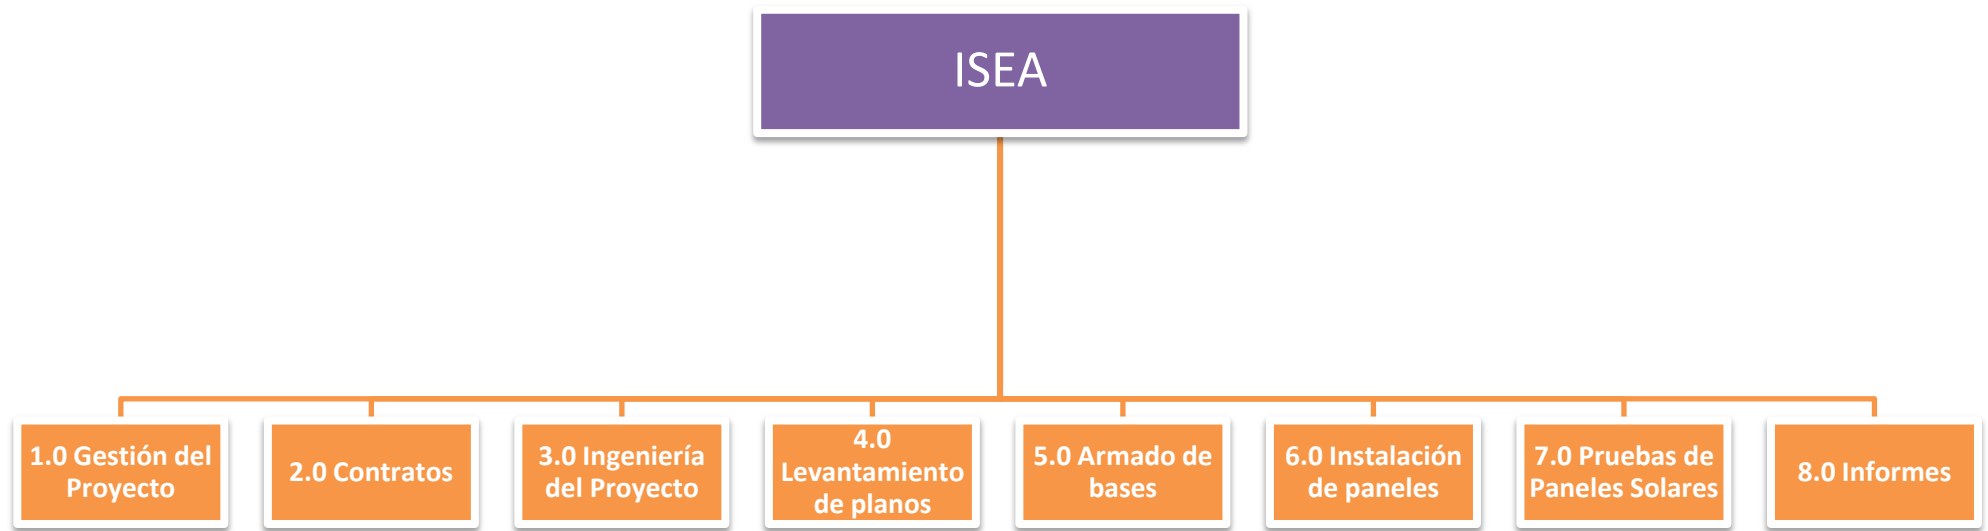 ISEA
1.0 Gestión del
Proyecto
2.0 Contratos
3.0 Ingeniería
del Proyecto
4.0
Levantamiento
de planos
5.0 Armado de
bases
6.0 Instalación
de paneles
7.0 Pruebas de
Paneles Solares
8.0 Informes